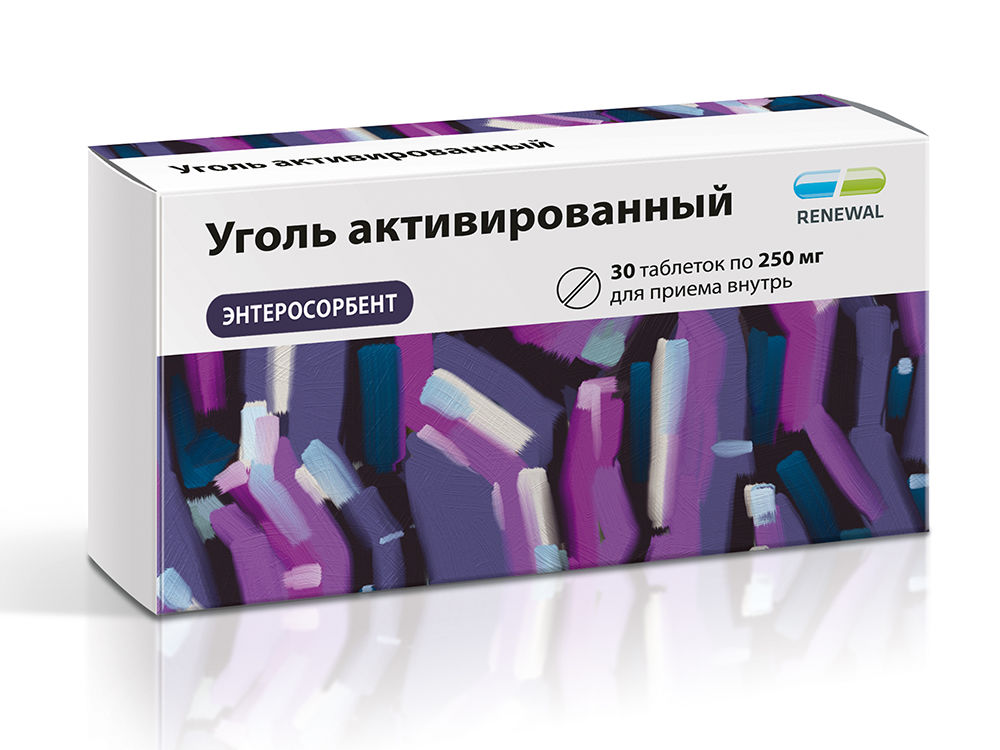 Уголь активированный
Уголь активированный
RENEWAL
ЭНТЕРОСОРБЕНТ
30 таблеток по 250 мг
для приема внутрь